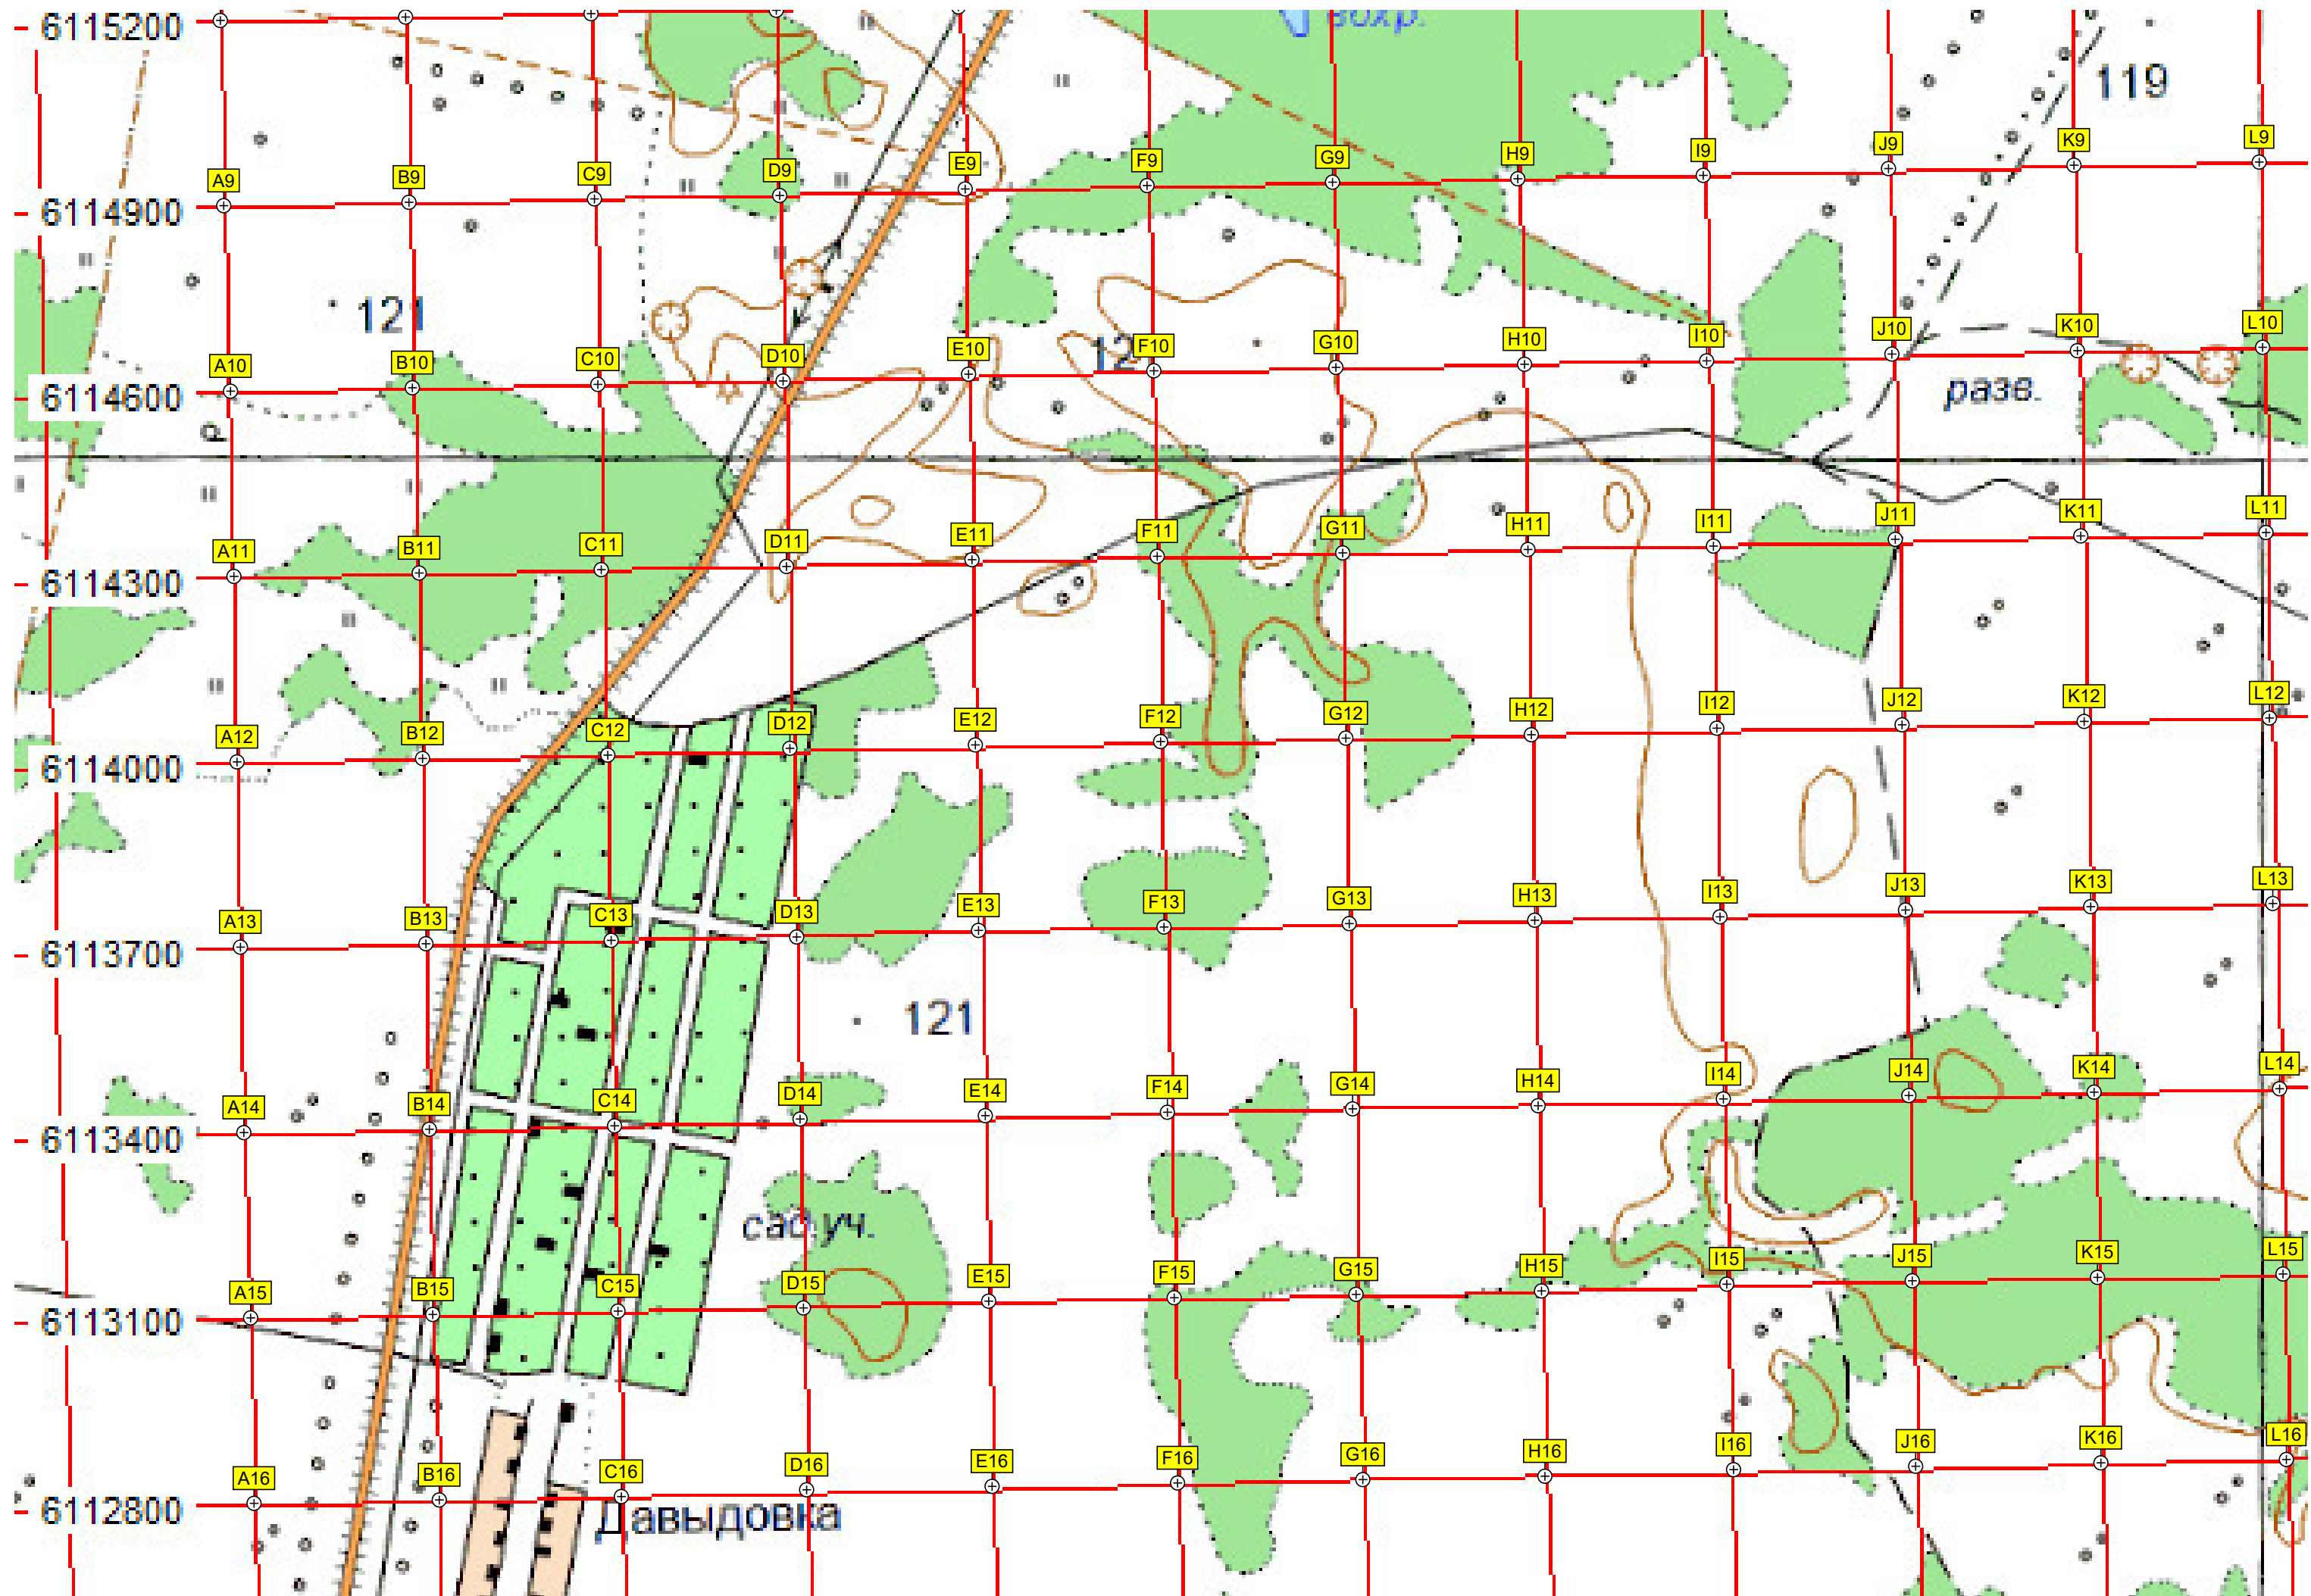 вохр.
6115200
119
A9 B9 C9 D9 E9 F9 G9 H9 I9 J9 K9 L9
6114900
121
A10 B10 C10 D10 E10 F10 G10 H10 I10 J10 K10 L10
12
6114600
разв.
р
A11 B11 C11 D11 E11 F11 G11 H11 I11 J11 K11 L11
6114300
A12 B12 C12 D12 E12 F12 G12 H12 I12 J12 K12 L12
6114000
A13 B13 C13 D13 E13 F13 G13 H13 I13 J13 K13 L13
6113700
121
A14 B14 C14 D14 E14 F14 G14 H14 I14 J14 K14 L14
6113400
сад.уч.
A15 B15 C15 D15 E15 F15 G15 H15 I15 J15 K15 L15
6113100
A16 B16 C16 D16 E16 F16 G16 H16 I16 J16 K16 L16
6112800
Давыдовка